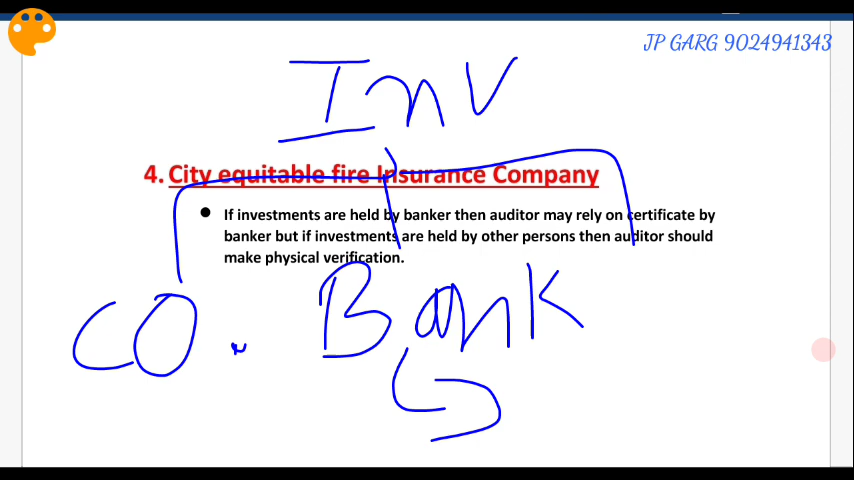 JP GARG 9024941343
Inv
4. City equitable fire Insurance Company
● If investments are held by banker then auditor may rely on certificate by
banker but if investments are held by other persons then auditor should
make physical verification.
CO. Bank